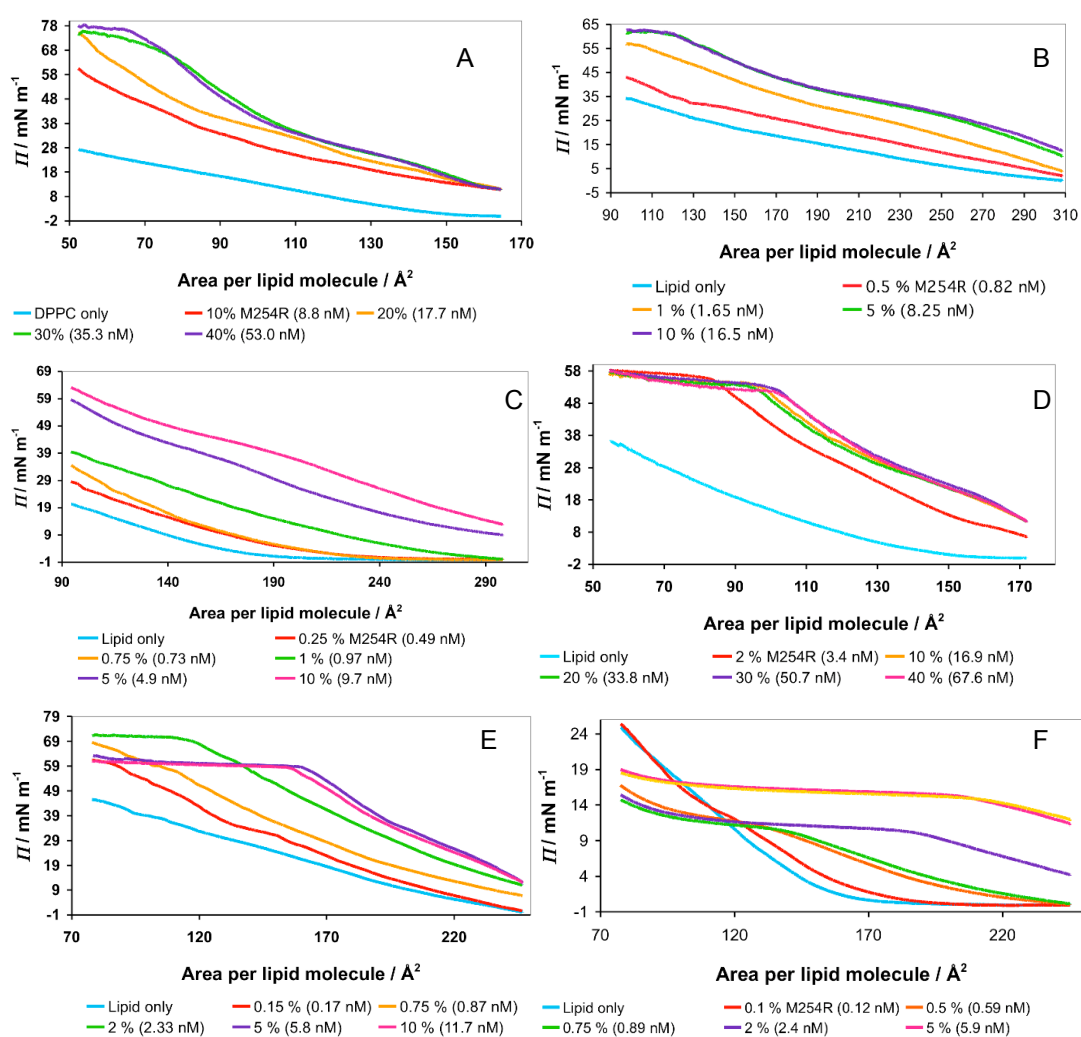 A
Π / mN m-1
78
68
58
48
38
28
18
8
-2
50 70 90 110 130 150 170
Area per lipid molecule / Å2
DPPC only 10% M254R (8.8 nM) 20% (17.7 nM)
30% (35.3 nM) 40% (53.0 nM)
B
Π / mN m-1
65
55
45
35
25
15
5
-5
90 110 130 150 170 190 210 230 250 270 290 310
Area per lipid molecule / Å2
Lipid only 0.5 % M254R (0.82 nM)
1 % (1.65 nM) 5 % (8.25 nM)
10 % (16.5 nM)
C
Π / mN m-1
69
59
49
39
29
19
9
-1
90 140 190 240 290
Area per lipid molecule / Å2
Lipid only 0.25 % M254R (0.49 nM)
0.75 % (0.73 nM) 1 % (0.97 nM)
5 % (4.9 nM) 10 % (9.7 nM)
D
Π / mN m-1
58
48
38
28
18
8
-2
50 70 90 110 130 150 170
Area per lipid molecule / Å2
Lipid only 2 % M254R (3.4 nM) 10 % (16.9 nM)
20 % (33.8 nM) 30 % (50.7 nM) 40 % (67.6 nM)
E
Π / mN m-1
79
69
59
49
39
29
19
9
-1
70 120 170 220
Area per lipid molecule / Å2
Lipid only 0.15 % (0.17 nM) 0.75 % (0.87 nM)
2 % (2.33 nM) 5 % (5.8 nM) 10 % (11.7 nM)
F
Π / mN m-1
24
19
14
9
4
-1
70 120 170 220
Area per lipid molecule / Å2
Lipid only 0.1 % M254R (0.12 nM) 0.5 % (0.59 nM)
0.75 % (0.89 nM) 2 % (2.4 nM) 5 % (5.9 nM)